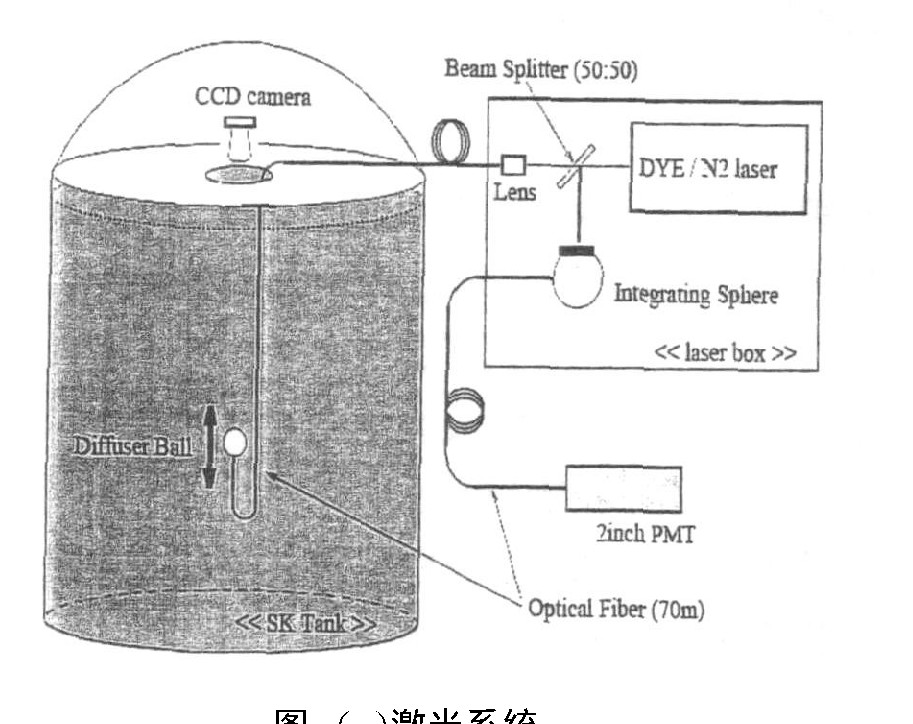 Beam Splitter (50:50)
CCD camera
DYE / N2 laser
Lens
Integrating Sphere
<< laser box >>
Diffuser Ball
2inch PMT
Optical Fiber (70m)
<< SK Tank >>
图 ( )激光系统